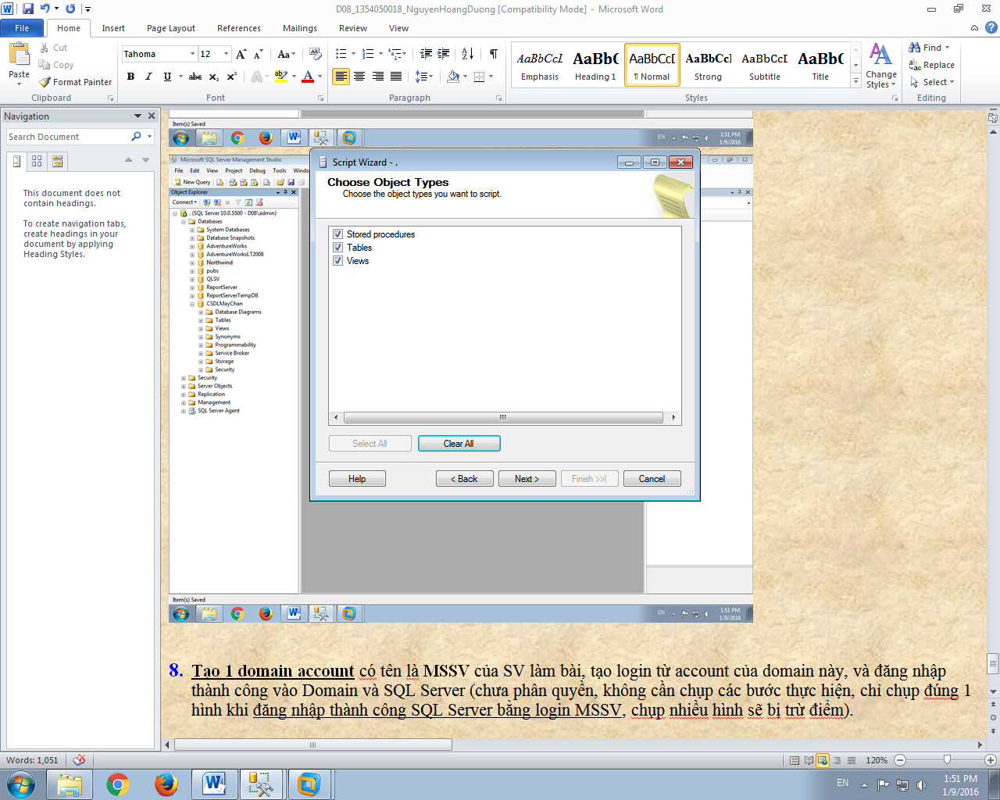 D08_1354050018_NguyenHoangDuong [Compatibility Mode] - Microsoft Word
File Home Insert Page Layout References Mailings Review View
Paste Cut Copy Format Painter
Tahoma 12
AaBbCcI AaBbC AaBbCcD AaBbCcI AaBbCcD AaBbC
Emphasis Heading 1 ¶ Normal Strong Subtitle Title
Change Styles
Find Replace Select
Clipboard Font Paragraph Styles Editing
Navigation
Search Document
This document does not
contain headings.
To create navigation tabs,
create headings in your
document by applying
Heading Styles.
Item(s) Saved
EN 1:51 PM
1/9/2016
Microsoft SQL Server Management Studio
File Edit View Project Debug Tools Windo
New Query
Object Explorer
Connect
. (SQL Server 10.0.5500 - D08\admin)
Databases
System Databases
Database Snapshots
AdventureWorks
AdventureWorksLT2008
Northwind
pubs
QLSV
ReportServer
ReportServerTempDB
CSDLMayChan
Database Diagrams
Tables
Views
Synonyms
Programmability
Service Broker
Storage
Security
Security
Server Objects
Replication
Management
SQL Server Agent
Script Wizard - .
Choose Object Types
Choose the object types you want to script.
Stored procedures
Tables
Views
Select All Clear All
Help < Back Next > Finish >>| Cancel
Item(s) Saved
EN 1:51 PM
1/9/2016
8. Tao 1 domain account có tên là MSSV của SV làm bài, tạo login từ account của domain này, và đăng nhập
thành công vào Domain và SQL Server (chưa phân quyền, không cần chụp các bước thực hiện, chỉ chụp đúng 1
hình khi đăng nhập thành công SQL Server bằng login MSSV, chụp nhiều hình sẽ bị trừ điểm).
Words: 1,051 120%
EN 1:51 PM
1/9/2016